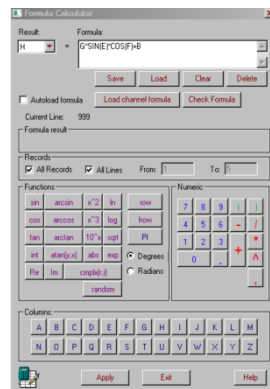 Formula Calculator
Result: Formula:
H = G*SIN(E)*COS(F)+B
Save Load Clear Delete
Autoload formula Load channel formula Check Formula
Current Line: 999
Formula result
Records
All Records All Lines From: 1 To: 5
Functions Numeric
sin arcsin x^2 ln row
cos arccos x^3 log frow
tan arctan 10^x sqrt PI
int atan(y,x) abs exp Degrees
Re Im cmplx(r,i) Radians
random
7 8 9 ( )
4 5 6 - /
1 2 3 + *
0 . ^
,
Columns:
A B C D E F G H I J K L M
N O P Q R S T U V W X Y Z
Apply Exit Help